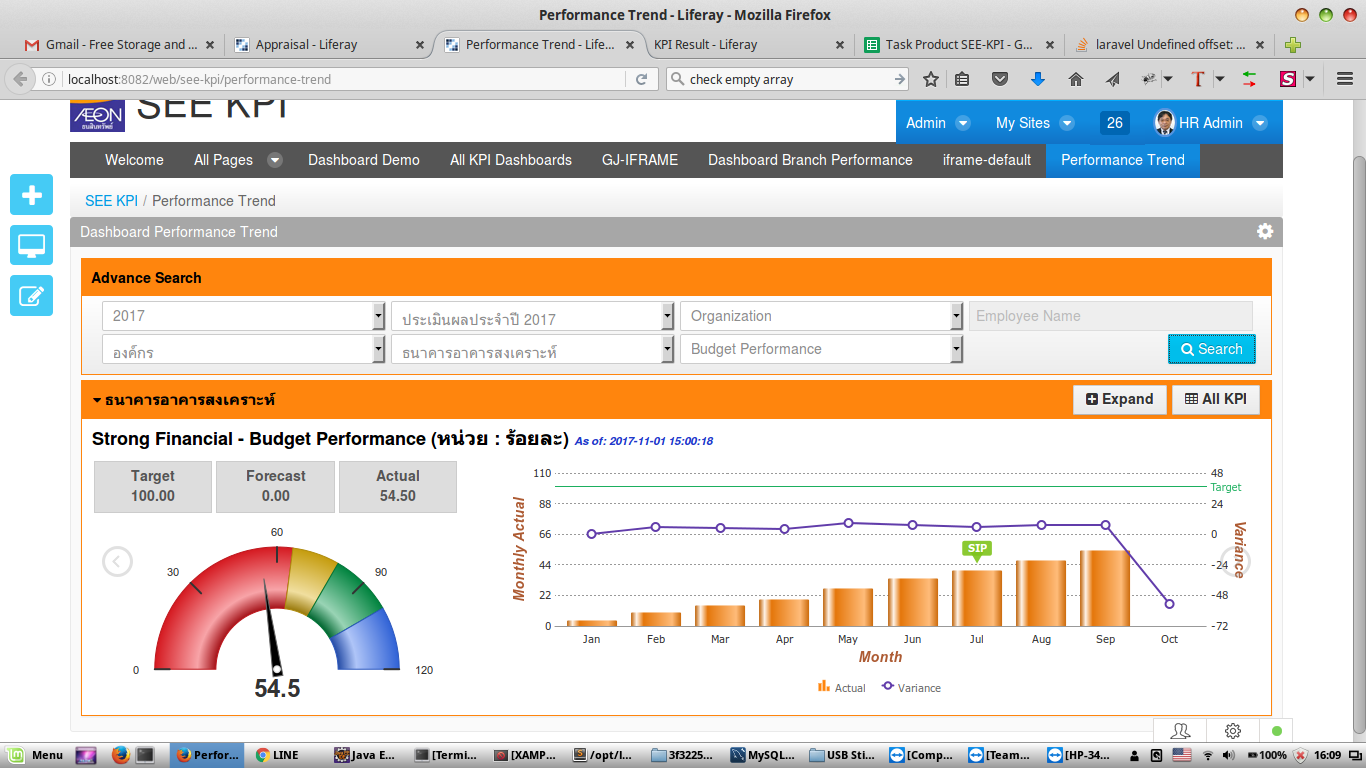 Performance Trend - Liferay - Mozilla Firefox
Gmail - Free Storage and ...
Appraisal - Liferay
Performance Trend - Life...
KPI Result - Liferay
Task Product SEE-KPI - G...
laravel Undefined offset: ...
localhost:8082/web/see-kpi/performance-trend
check empty array
ÆON
ธนสินทรัพย์
SEE KPI
Admin
My Sites
26
HR Admin
Welcome
All Pages
Dashboard Demo
All KPI Dashboards
GJ-IFRAME
Dashboard Branch Performance
iframe-default
Performance Trend
SEE KPI / Performance Trend
Dashboard Performance Trend
Advance Search
2017
ประเมินผลประจำปี 2017
Organization
Employee Name
องค์กร
ธนาคารอาคารสงเคราะห์
Budget Performance
Search
ธนาคารอาคารสงเคราะห์
Expand
All KPI
Strong Financial - Budget Performance (หน่วย : ร้อยละ) As of: 2017-11-01 15:00:18
Target
100.00
Forecast
0.00
Actual
54.50
0
30
60
90
120
54.5
Monthly Actual
110
88
66
44
22
0
SIP
48
Target
24
0
-24
-48
-72
Variance
Jan
Feb
Mar
Apr
May
Jun
Jul
Aug
Sep
Oct
Month
Actual
Variance
Menu
Perfor...
LINE
Java E...
[Termi...
[XAMP...
/opt/l...
3f3225...
MySQL...
USB Sti...
[Comp...
[Team...
[HP-34...
100%
16:09